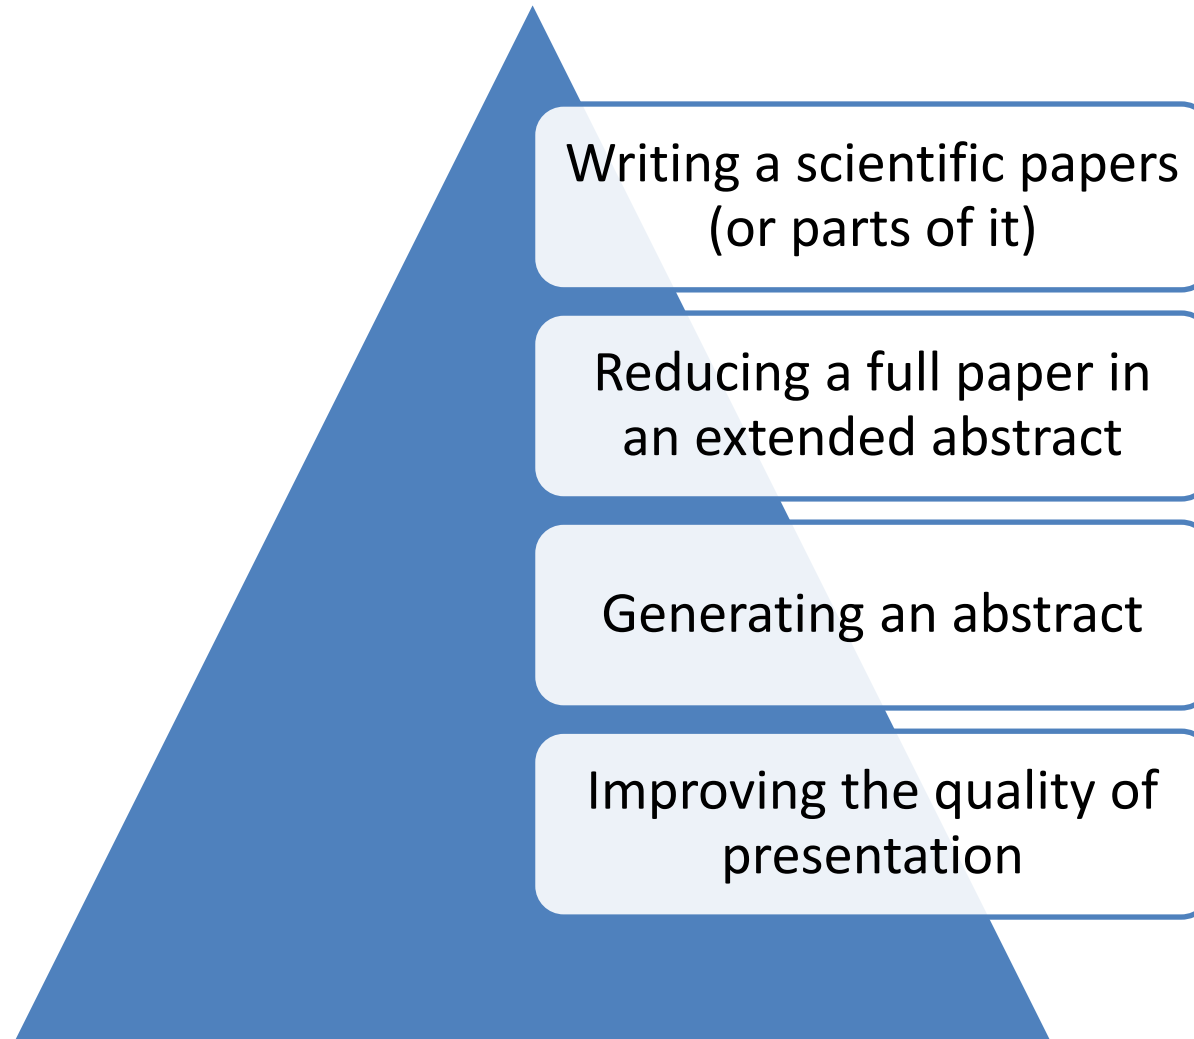 Writing a scientific papers
(or parts of it)
Reducing a full paper in
an extended abstract
Generating an abstract
Improving the quality of
presentation